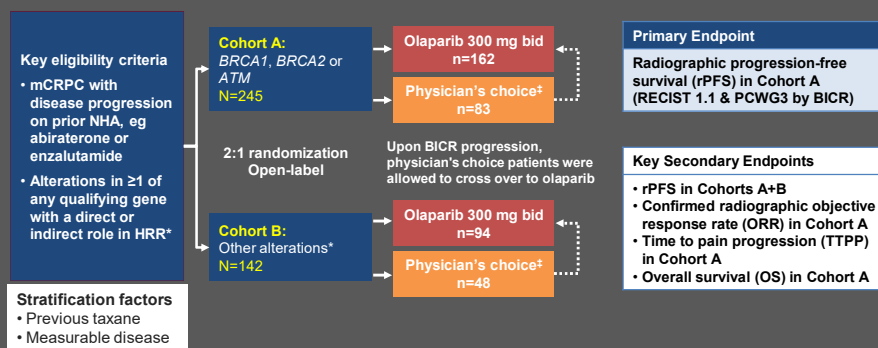 Key eligibility criteria
• mCRPC with
disease progression
on prior NHA, eg
abiraterone or
enzalutamide
• Alterations in ≥1 of
any qualifying gene
with a direct or
indirect role in HRR*
Stratification factors
• Previous taxane
• Measurable disease
Cohort A:
BRCA1, BRCA2 or
ATM
N=245
2:1 randomization
Open-label
Cohort B:
Other alterations*
N=142
Olaparib 300 mg bid
n=162
Physician’s choice‡
n=83
Upon BICR progression,
physician's choice patients were
allowed to cross over to olaparib
Olaparib 300 mg bid
n=94
Physician’s choice‡
n=48
Primary Endpoint
Radiographic progression-free
survival (rPFS) in Cohort A
(RECIST 1.1 & PCWG3 by BICR)
Key Secondary Endpoints
• rPFS in Cohorts A+B
• Confirmed radiographic objective
response rate (ORR) in Cohort A
• Time to pain progression (TTPP)
in Cohort A
• Overall survival (OS) in Cohort A